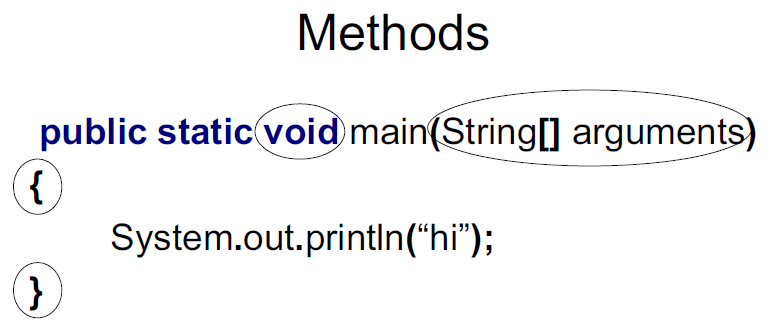 Methods
public static void main(String[] arguments)
{
System.out.println(“hi”);
}